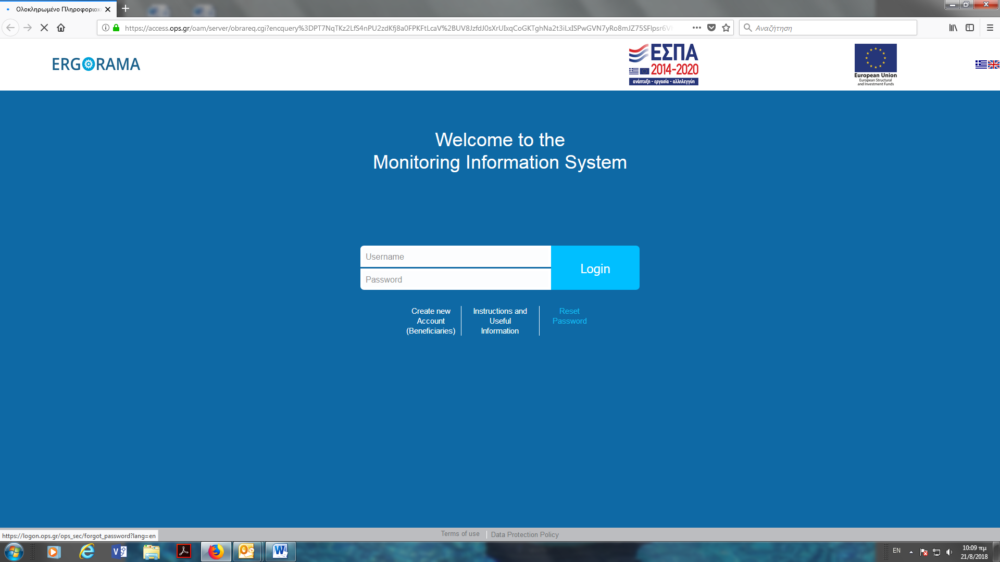 Ολοκληρωμένο Πληροφοριακ
https://access.ops.gr/oam/server/obrareq.cgi?encquery%3DPT7NqTKz2LfS4nPU2zdKfj8a0FPKFtLcaV%2BUV8JzfdJ0sXrUIxqCoGKTghNa2t3iLxISPwGVN7yRo8mJZ75SFlpsr6V
Αναζήτηση
ERGORAMA
ΕΣΠΑ
2014-2020
ανάπτυξη - εργασία - αλληλεγγύη
European Union
European Structural
and Investment Funds
Welcome to the
Monitoring Information System
Username
Password
Login
Create new
Account
(Beneficiaries)
Instructions and
Useful
Information
Reset
Password
https://logon.ops.gr/ops_sec/forgot_password?lang=en
Terms of use
Data Protection Policy
EN
10:09 πμ
21/8/2018